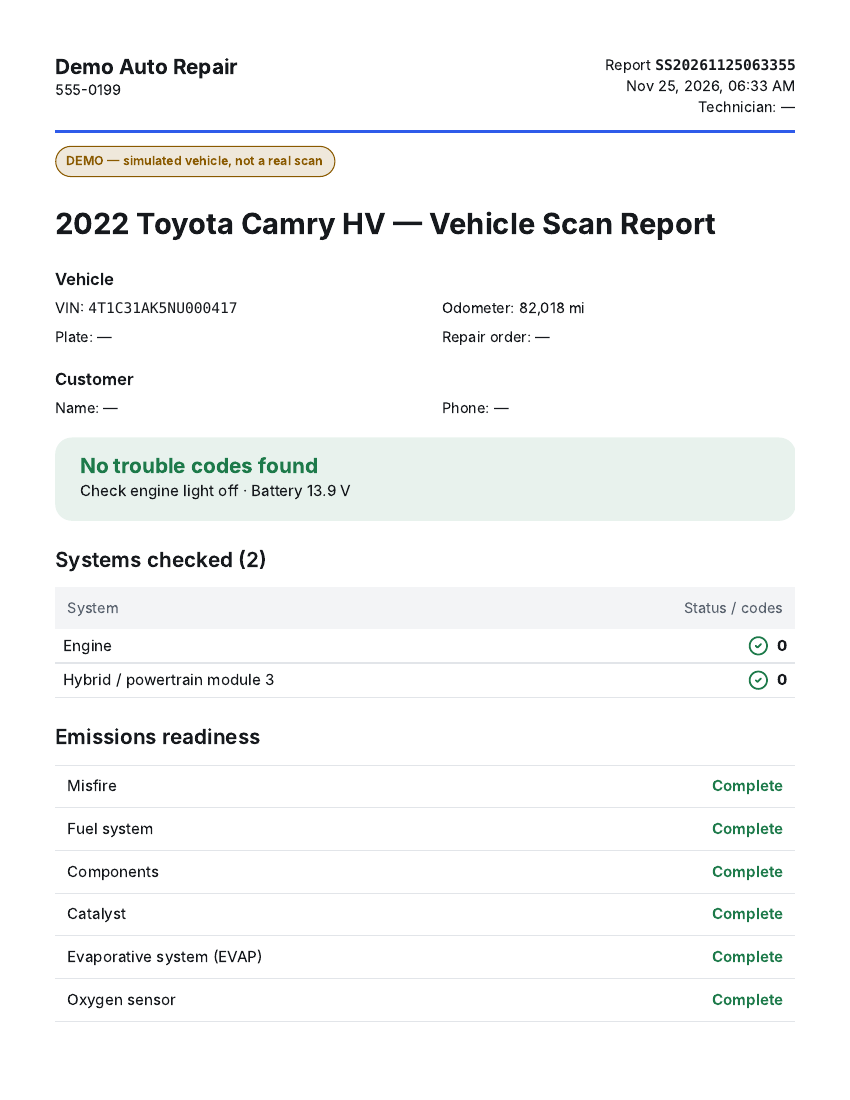 Demo Auto Repair
555-0199
Report SS20261125063355
Nov 25, 2026, 06:33 AM
Technician: —
DEMO — simulated vehicle, not a real scan
2022 Toyota Camry HV — Vehicle Scan Report
Vehicle
VIN: 4T1C31AK5NU000417
Odometer: 82,018 mi
Plate: —
Repair order: —
Customer
Name: —
Phone: —
No trouble codes found
Check engine light off · Battery 13.9 V
Systems checked (2)
System
Status / codes
Engine
0
Hybrid / powertrain module 3
0
Emissions readiness
Misfire
Complete
Fuel system
Complete
Components
Complete
Catalyst
Complete
Evaporative system (EVAP)
Complete
Oxygen sensor
Complete